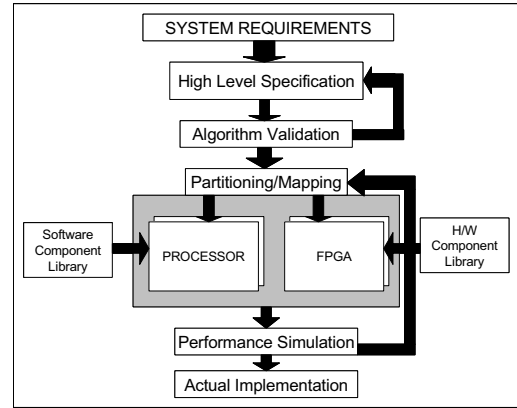 SYSTEM REQUIREMENTS
High Level Specification
Algorithm Validation
Partitioning/Mapping
Software
Component
Library
PROCESSOR
FPGA
H/W
Component
Library
Performance Simulation
Actual Implementation